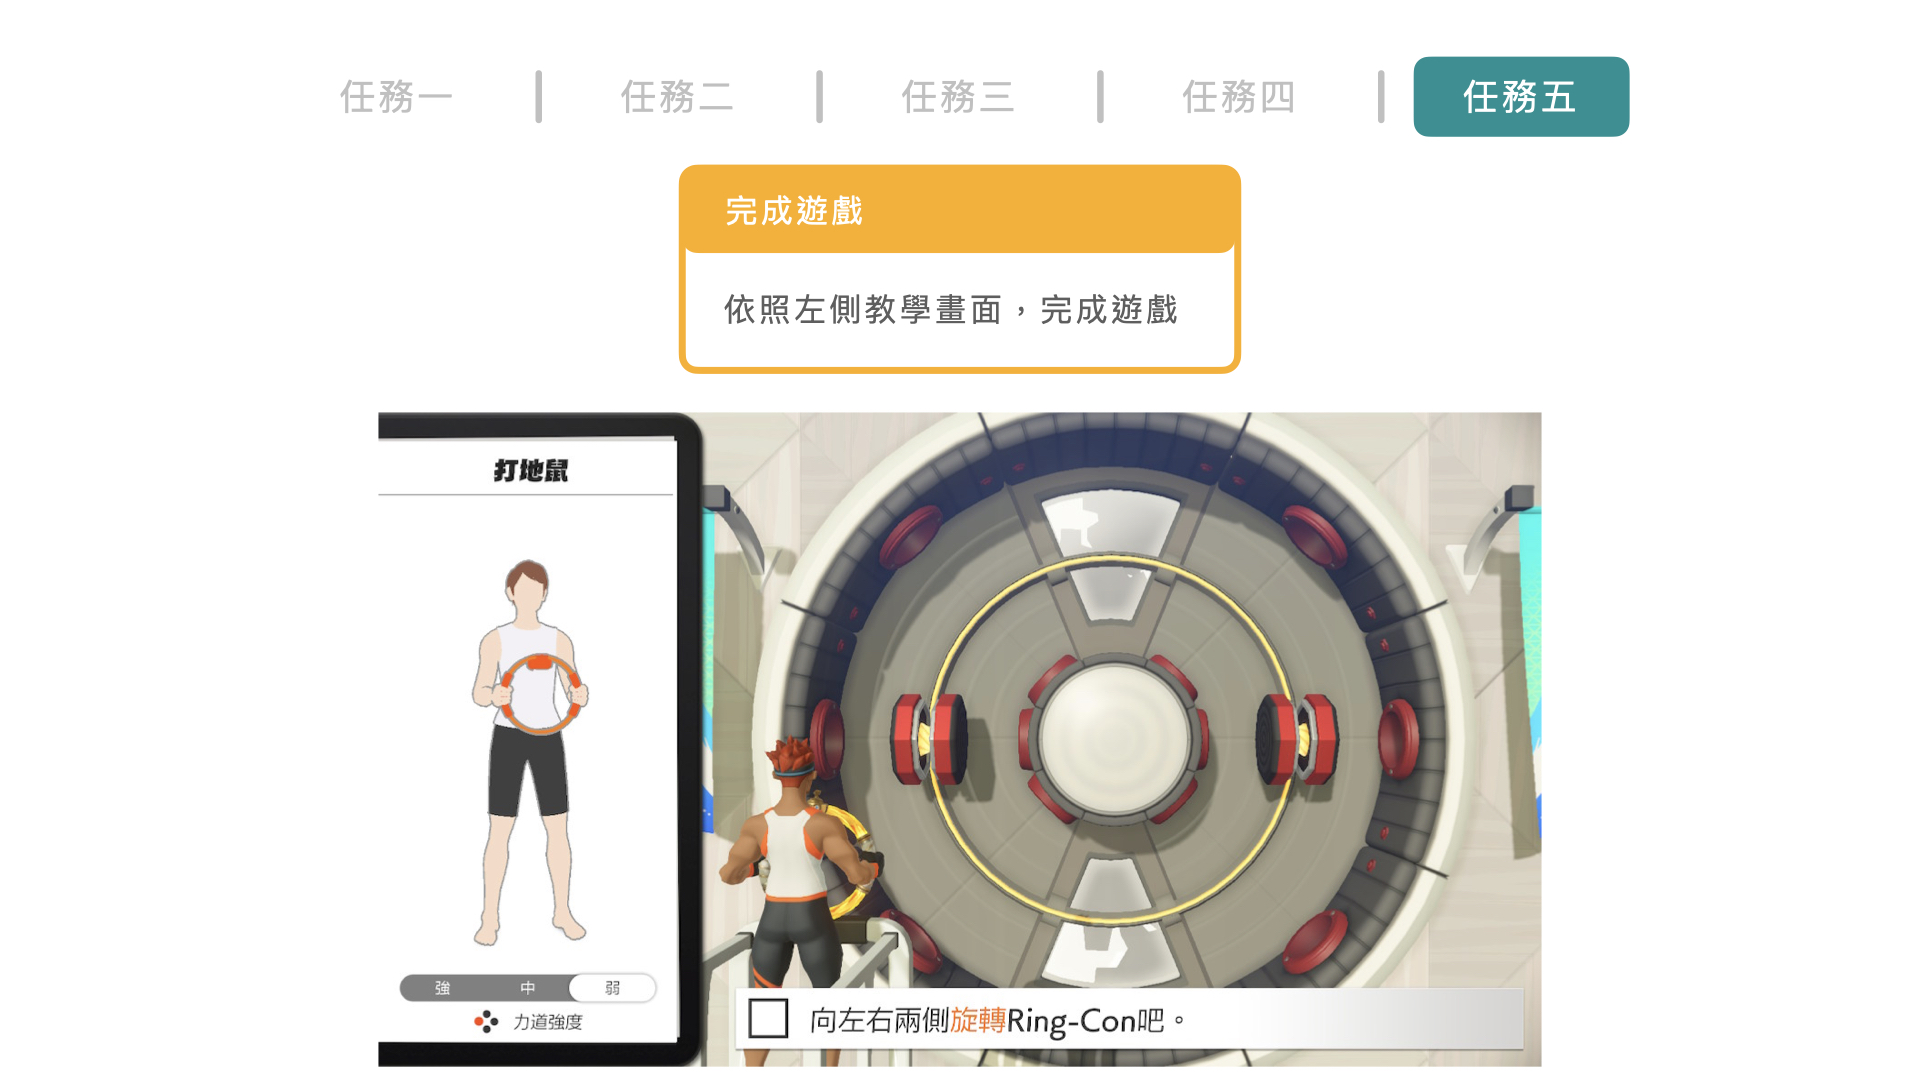 任務一
任務二
任務三
任務四
任務五
完成遊戲
依照左側教學畫面，完成遊戲
打地鼠
強 中 弱
力道強度
向左右兩側旋轉Ring-Con吧。